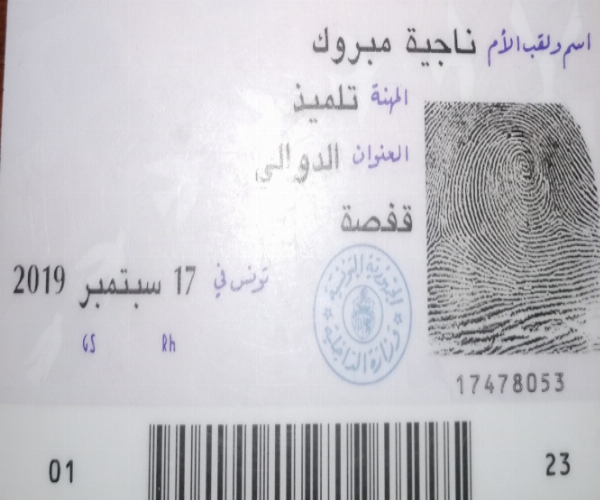 اسم ولقب الأم ناجية مبروك
المهنة تلميذ
العنوان الدوالي
قفصة
تونس في 17 سبتمبر 2019
GS Rh
الجمهورية التونسية
وزارة الداخلية
17478053
01 23